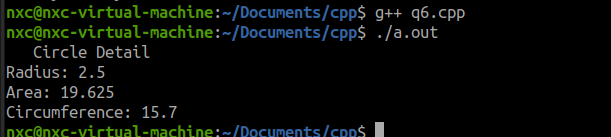 nxc@nxc-virtual-machine:~/Documents/cpp$ g++ q6.cpp
nxc@nxc-virtual-machine:~/Documents/cpp$ ./a.out
   Circle Detail
Radius: 2.5
Area: 19.625
Circumference: 15.7
nxc@nxc-virtual-machine:~/Documents/cpp$